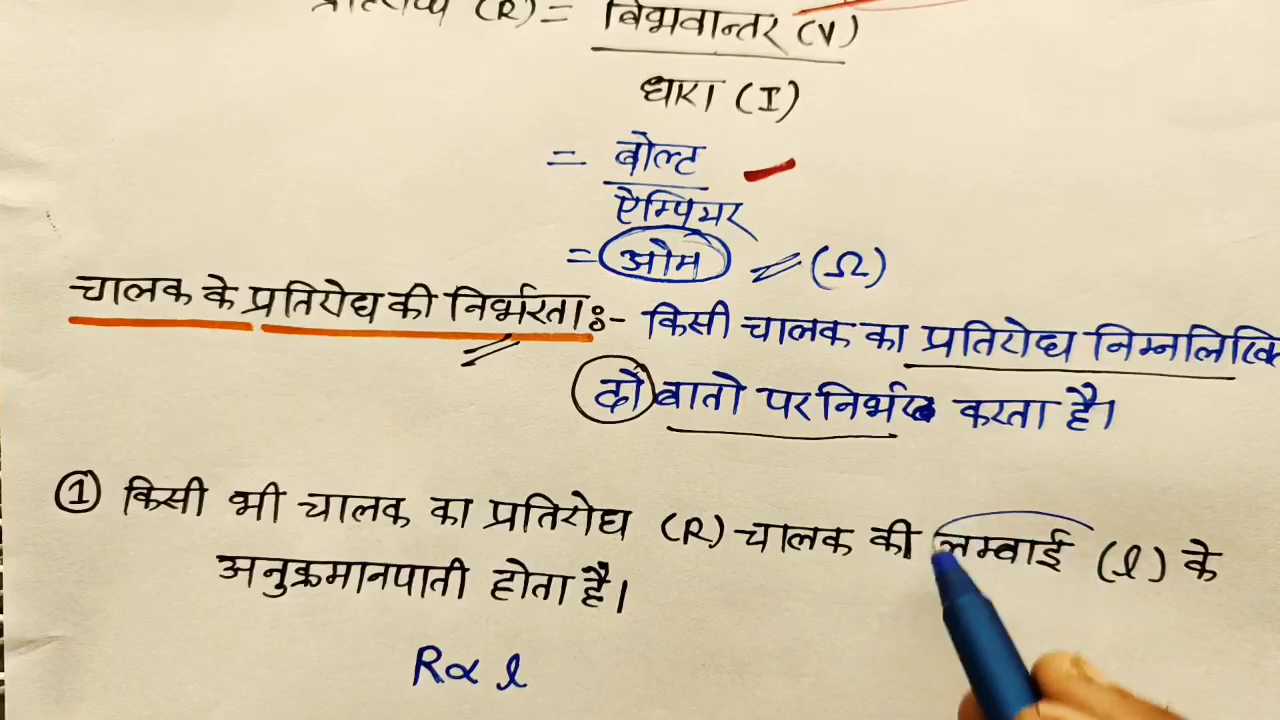 प्रतिरोध (R) = विभवान्तर (V)
धारा (I)
= वोल्ट
ऐम्पियर
= ओम (Ω)
चालक के प्रतिरोध की निर्भरता :- किसी चालक का प्रतिरोध
दो बातो पर निर्भर करता है।
① किसी भी चालक का प्रतिरोध (R) चालक की लम्बाई (l) के
अनुक्रमानपाती होता है।
R ∝ l